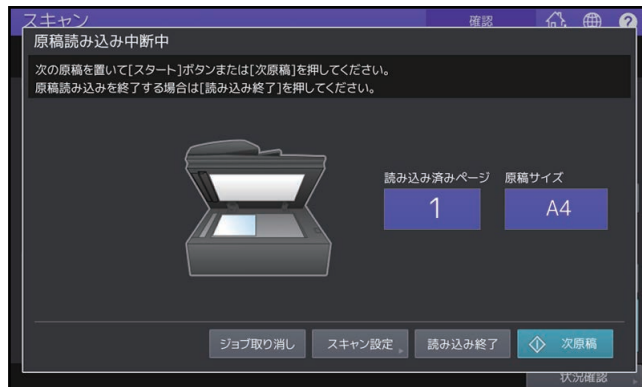 スキャン
確認
原稿読み込み中断中
次の原稿を置いて[スタート]ボタンまたは[次原稿]を押してください。
原稿読み込みを終了する場合は[読み込み終了]を押してください。
読み込み済みページ 原稿サイズ
1 A4
ジョブ取り消し スキャン設定 読み込み終了 次原稿
状況確認